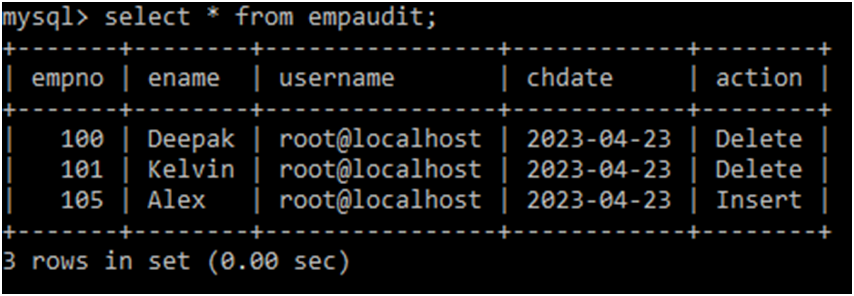 mysql> select * from empaudit;
+-------+--------+----------------+------------+--------+
| empno | ename  | username       | chdate     | action |
+-------+--------+----------------+------------+--------+
|   100 | Deepak | root@localhost | 2023-04-23 | Delete |
|   101 | Kelvin | root@localhost | 2023-04-23 | Delete |
|   105 | Alex   | root@localhost | 2023-04-23 | Insert |
+-------+--------+----------------+------------+--------+
3 rows in set (0.00 sec)